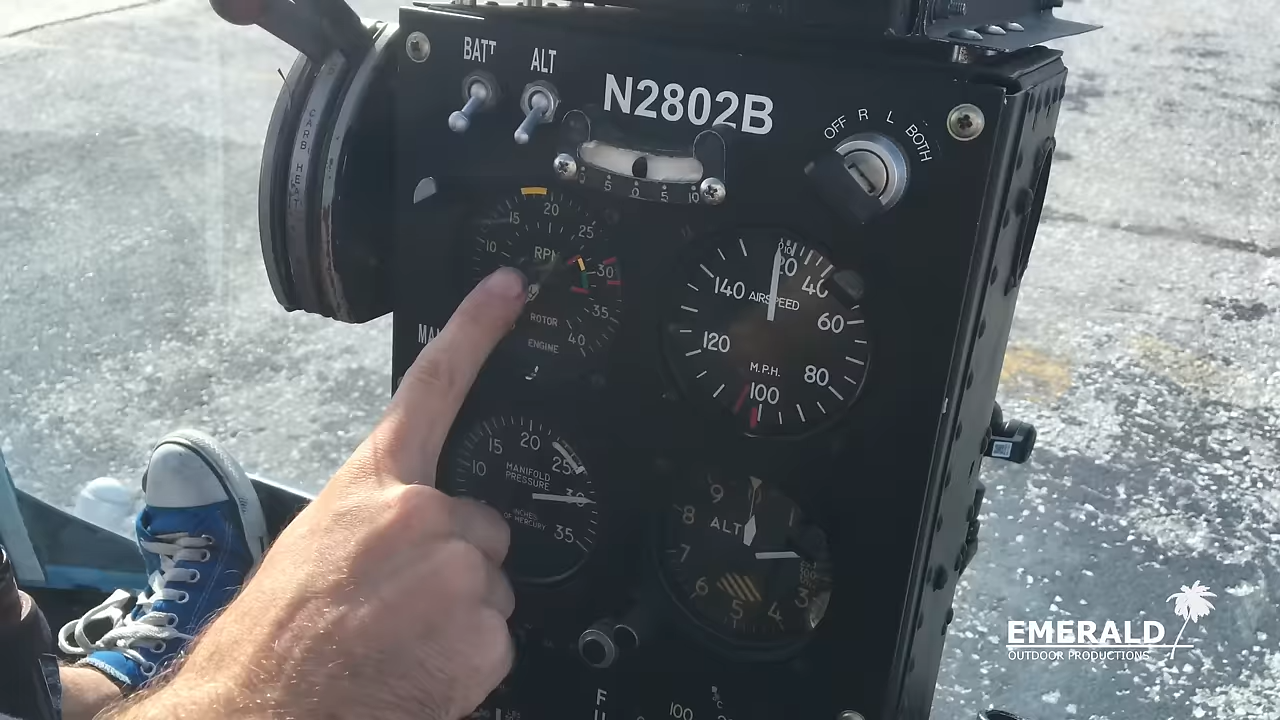 BATT
ALT
N2802B
OFF R L BOTH
CARB HEAT
5 0 5 10
10 15 20 25 30 35 40
RPM
ROTOR
ENGINE
20 40 60 80 100 120 140
AIRSPEED
M.P.H.
10 15 20 25 30 35
MANIFOLD
PRESSURE
INCHES
OF MERCURY
9 8 7 6 5 4 3 1
ALT
100
EMERALD
OUTDOOR PRODUCTIONS